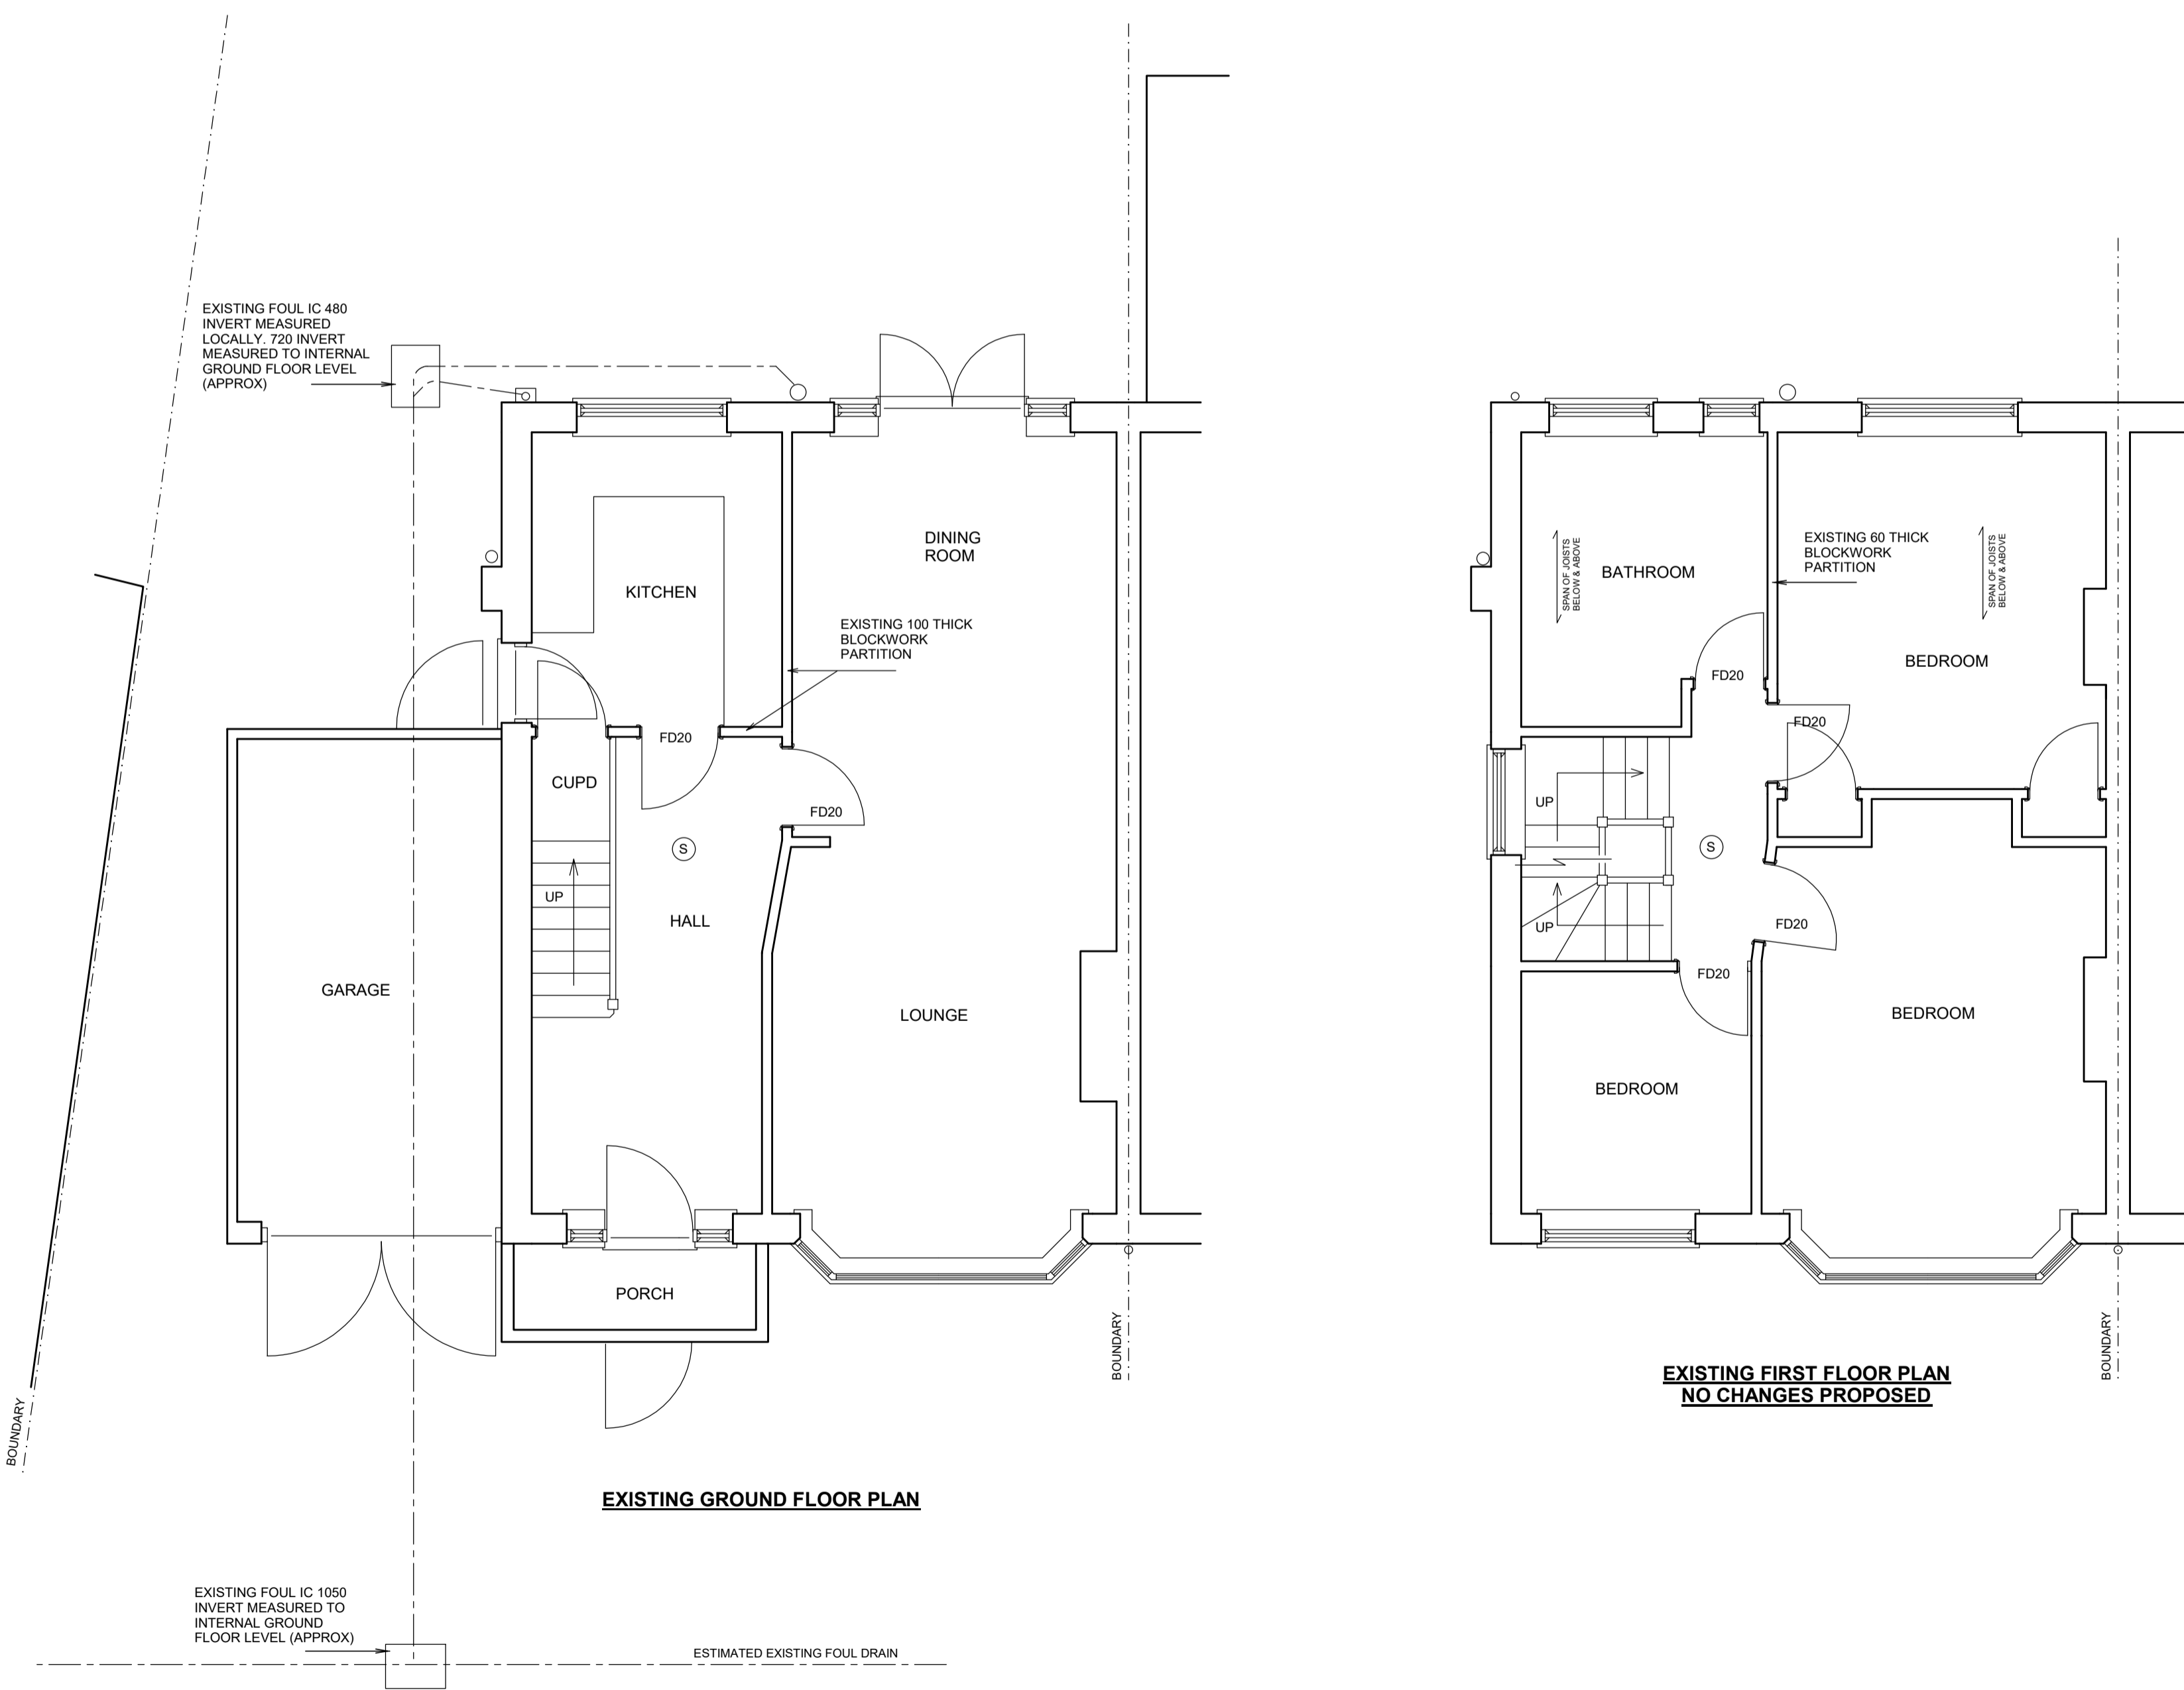 EXISTING FOUL IC 480
INVERT MEASURED
LOCALLY. 720 INVERT
MEASURED TO INTERNAL
GROUND FLOOR LEVEL
(APPROX)
DINING
ROOM
KITCHEN
EXISTING 100 THICK
BLOCKWORK
PARTITION
FD20
CUPD
FD20
S
UP
HALL
GARAGE
LOUNGE
PORCH
BOUNDARY
BOUNDARY
EXISTING GROUND FLOOR PLAN
EXISTING FOUL IC 1050
INVERT MEASURED TO
INTERNAL GROUND
FLOOR LEVEL (APPROX)
ESTIMATED EXISTING FOUL DRAIN
SPAN OF JOISTS
BELOW & ABOVE
BATHROOM
EXISTING 60 THICK
BLOCKWORK
PARTITION
SPAN OF JOISTS
BELOW & ABOVE
BEDROOM
FD20
FD20
UP
S
UP
FD20
FD20
BEDROOM
BEDROOM
BOUNDARY
EXISTING FIRST FLOOR PLAN
NO CHANGES PROPOSED